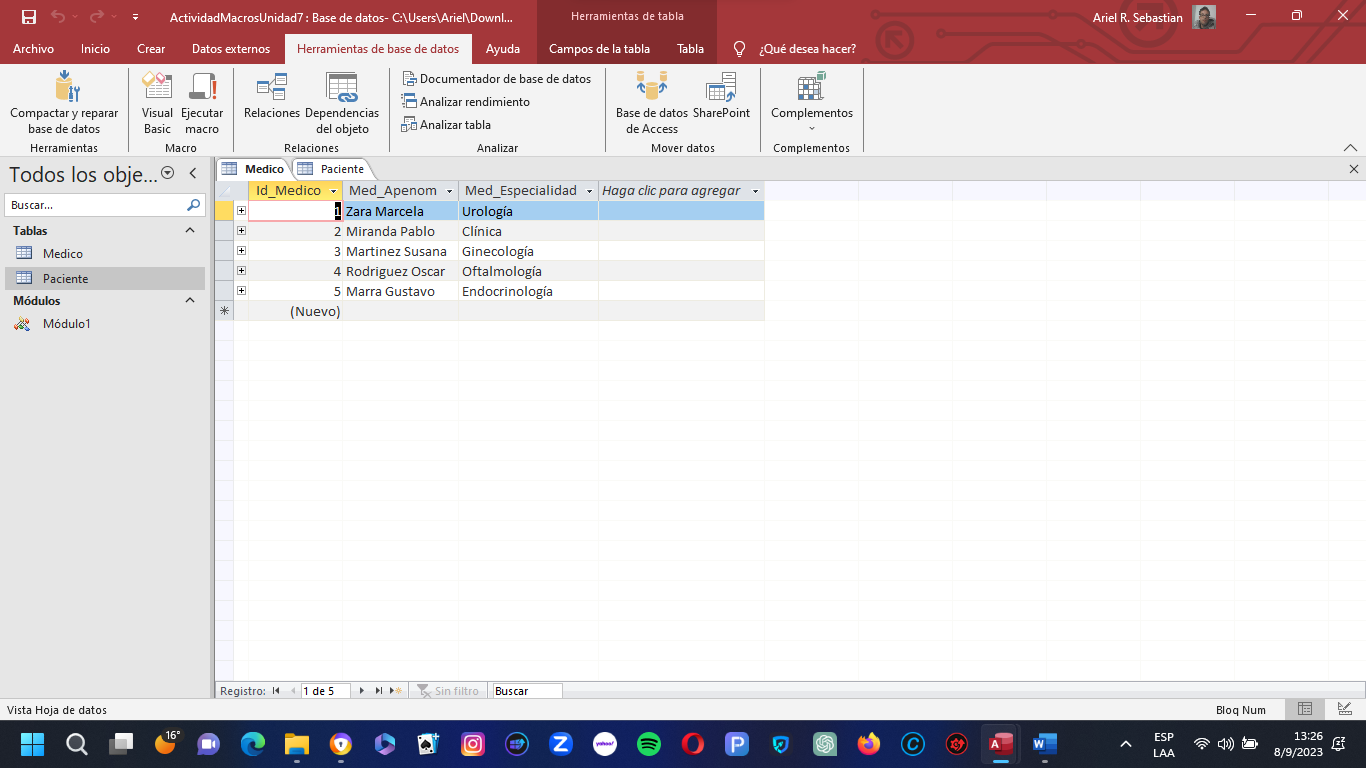 ActividadMacrosUnidad7 : Base de datos- C:\Users\Ariel\Downl...
Herramientas de tabla
Ariel R. Sebastian
Archivo Inicio Crear Datos externos Herramientas de base de datos Ayuda Campos de la tabla Tabla ¿Qué desea hacer?
Compactar y reparar base de datos
Herramientas
Visual Basic
Ejecutar macro
Macro
Relaciones
Dependencias del objeto
Relaciones
Documentador de base de datos
Analizar rendimiento
Analizar tabla
Analizar
Base de datos de Access
SharePoint
Mover datos
Complementos
Complementos
Todos los obje...
Buscar...
Tablas
Medico
Paciente
Módulos
Módulo1
Medico Paciente
Id_Medico Med_Apenom Med_Especialidad Haga clic para agregar
1 Zara Marcela Urología
2 Miranda Pablo Clínica
3 Martinez Susana Ginecología
4 Rodriguez Oscar Oftalmología
5 Marra Gustavo Endocrinología
(Nuevo)
Registro: 1 de 5 Sin filtro Buscar
Vista Hoja de datos
Bloq Num
16°
yahoo!
ESP
LAA
13:26
8/9/2023